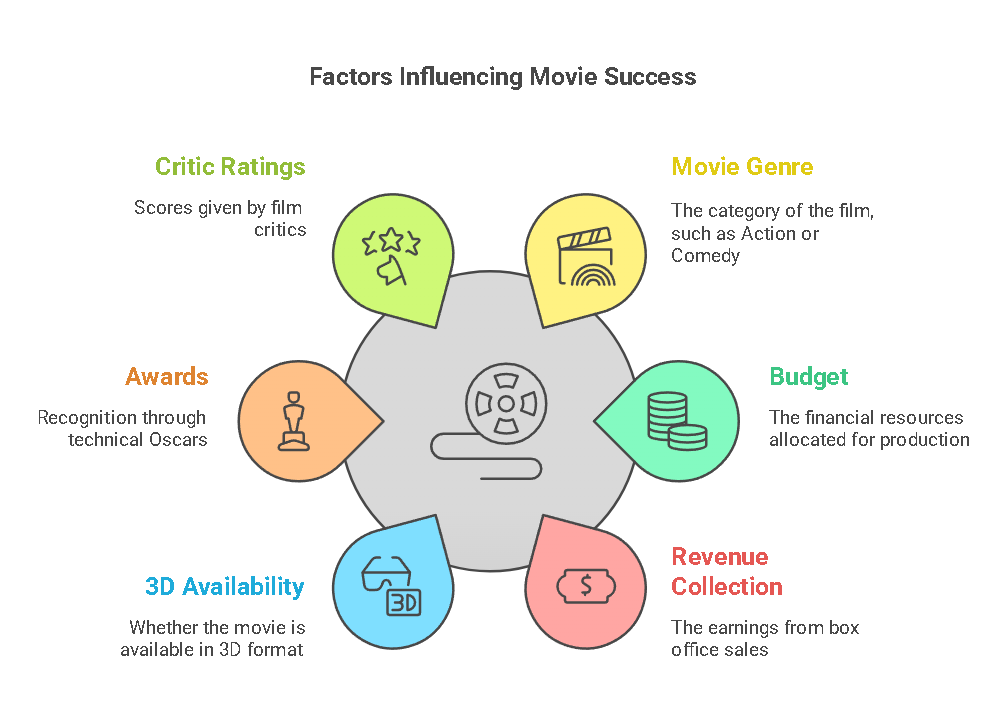 Factors Influencing Movie Success
Critic Ratings
Scores given by film
critics
Movie Genre
The category of the film,
such as Action or
Comedy
Awards
Recognition through
technical Oscars
Budget
The financial resources
allocated for production
3D Availability
Whether the movie is
available in 3D format
3D
$
Revenue
Collection
The earnings from box
office sales